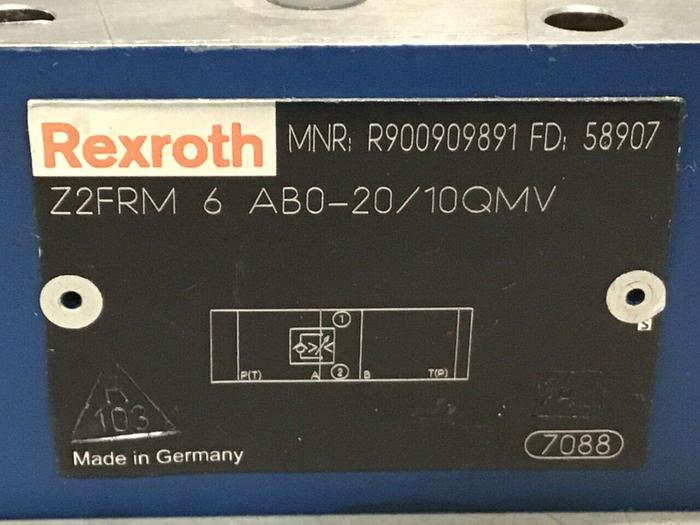 Rexroth MNR: R900909891 FD: 58907
Z2FRM 6 AB0-20/10QMV
1
P(T) A 2 B T(P)
R
103
Made in Germany
7088